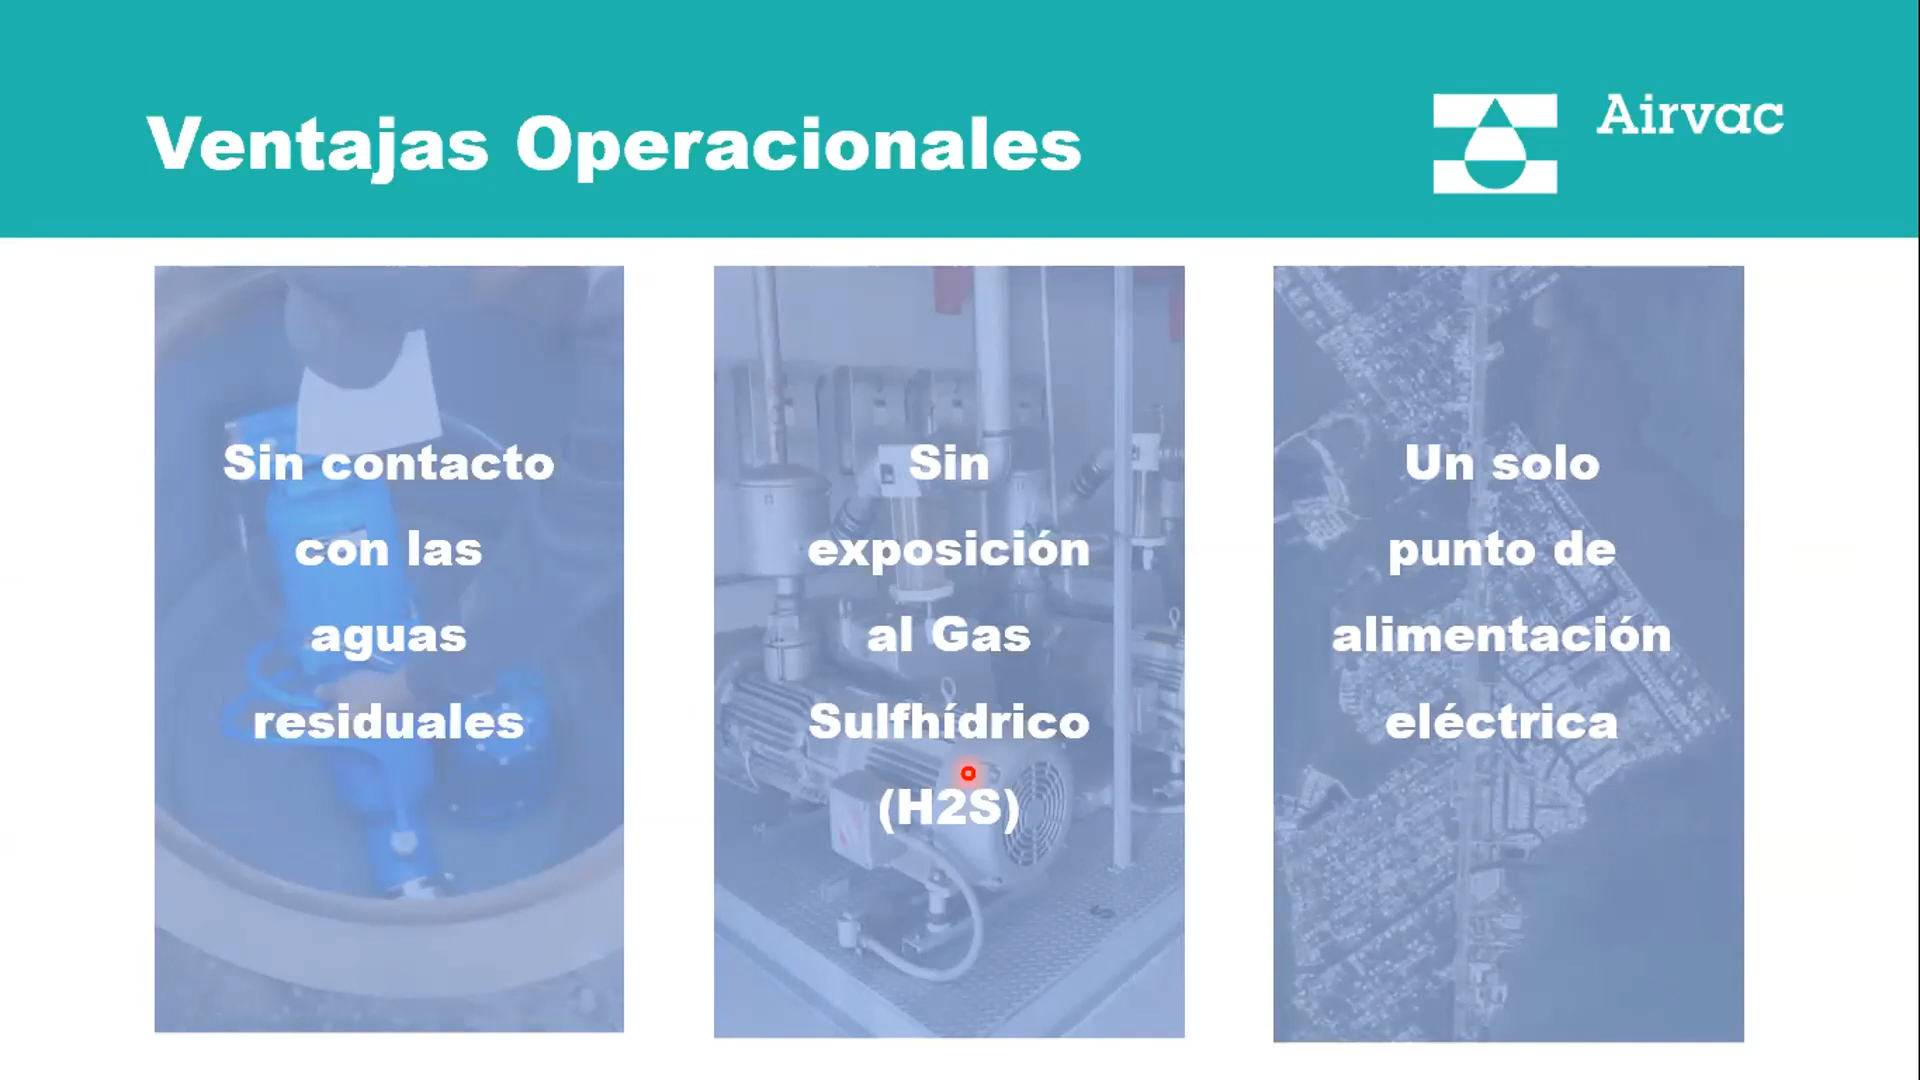 Ventajas Operacionales
Airvac
Sin contacto
con las
aguas
residuales
Sin
exposición
al Gas
Sulfhídrico
(H2S)
Un solo
punto de
alimentación
eléctrica